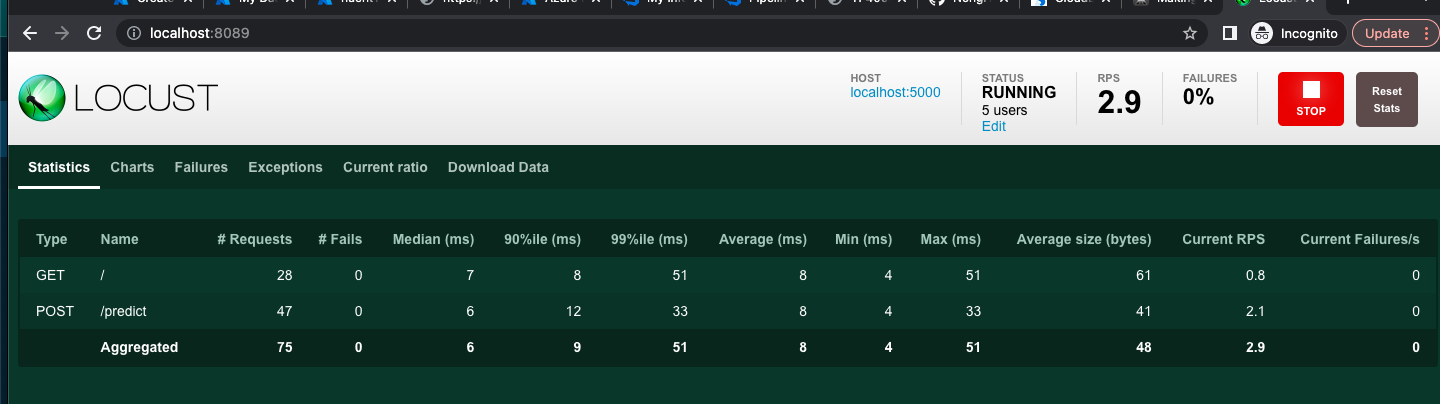 localhost:8089 Incognito Update
LOCUST
HOST
localhost:5000
STATUS
RUNNING
5 users
Edit
RPS
2.9
FAILURES
0%
STOP
Reset
Stats
Statistics Charts Failures Exceptions Current ratio Download Data
Type Name # Requests # Fails Median (ms) 90%ile (ms) 99%ile (ms) Average (ms) Min (ms) Max (ms) Average size (bytes) Current RPS Current Failures/s
GET / 28 0 7 8 51 8 4 51 61 0.8 0
POST /predict 47 0 6 12 33 8 4 33 41 2.1 0
Aggregated 75 0 6 9 51 8 4 51 48 2.9 0